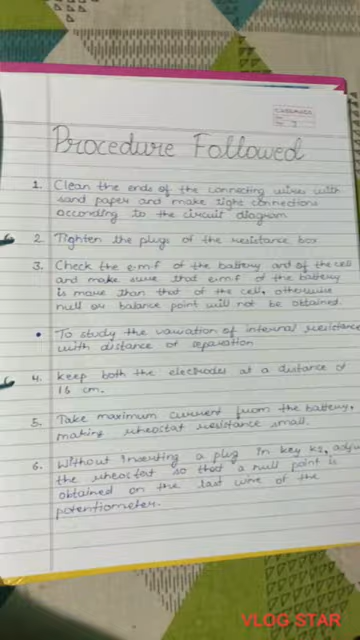 classmate
Procedure Followed
1. Clean the ends of the connecting wires with
sand paper and make tight connections
according to the circuit diagram
2. Tighten the plugs of the resistance box
3. Check the e.m.f of the battery and of the cell
and make sure that e.m.f of the battery
is more than that of the cell, otherwise
null or balance point will not be obtained.
• To study the variation of internal resistance
with distance of separation
4. Keep both the electrodes at a distance of
16 cm.
5. Take maximum current from the battery,
making rheostat resistance small.
6. Without inserting a plug in key K2, adju
the rheostat so that a null point is
obtained on the last wire of the
potentiometer.
VLOG STAR